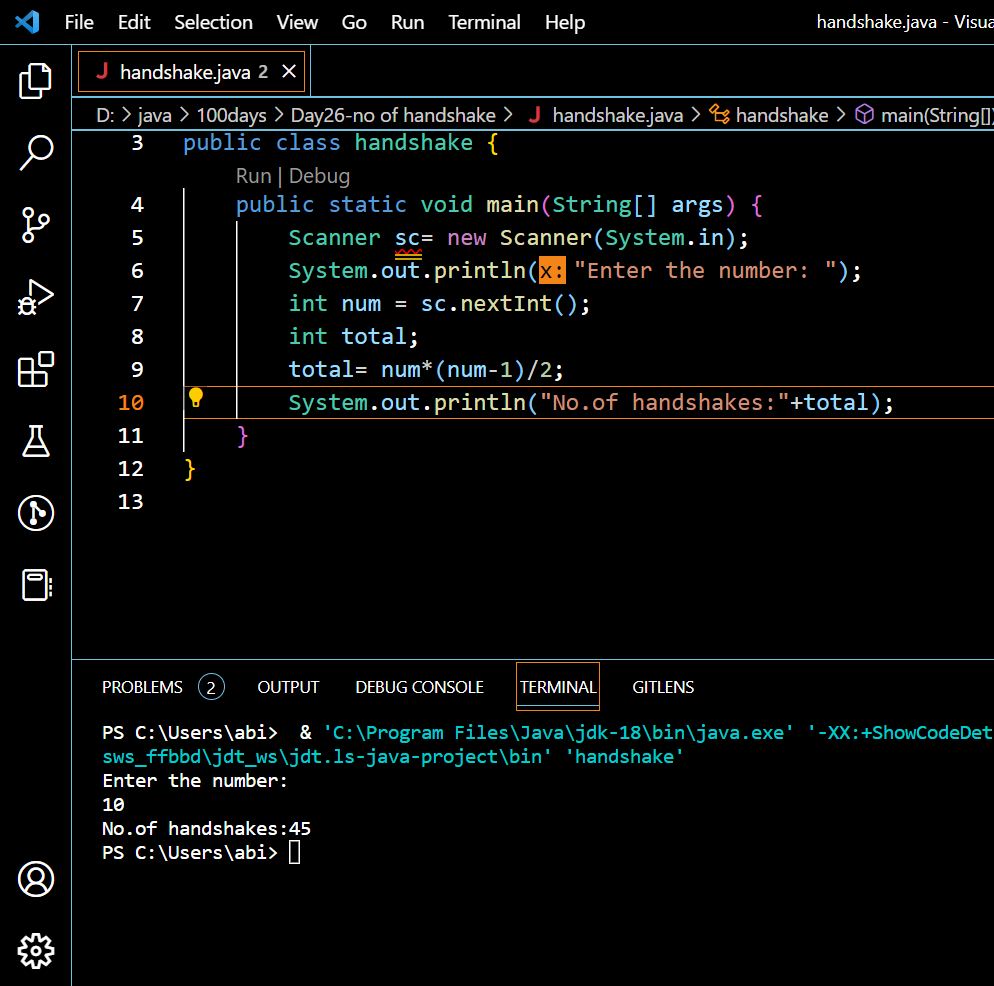 File Edit Selection View Go Run Terminal Help handshake.java - Visua
J handshake.java 2 ×
D: > java > 100days > Day26-no of handshake > J handshake.java > handshake > main(String[])
3 public class handshake {
Run | Debug
4 public static void main(String[] args) {
5 Scanner sc= new Scanner(System.in);
6 System.out.println(x: "Enter the number: ");
7 int num = sc.nextInt();
8 int total;
9 total= num*(num-1)/2;
10 System.out.println("No.of handshakes:"+total);
11 }
12 }
13
PROBLEMS 2 OUTPUT DEBUG CONSOLE TERMINAL GITLENS
PS C:\Users\abi> & 'C:\Program Files\Java\jdk-18\bin\java.exe' '-XX:+ShowCodeDet
sws_ffbbd\jdt_ws\jdt.ls-java-project\bin' 'handshake'
Enter the number:
10
No.of handshakes:45
PS C:\Users\abi>